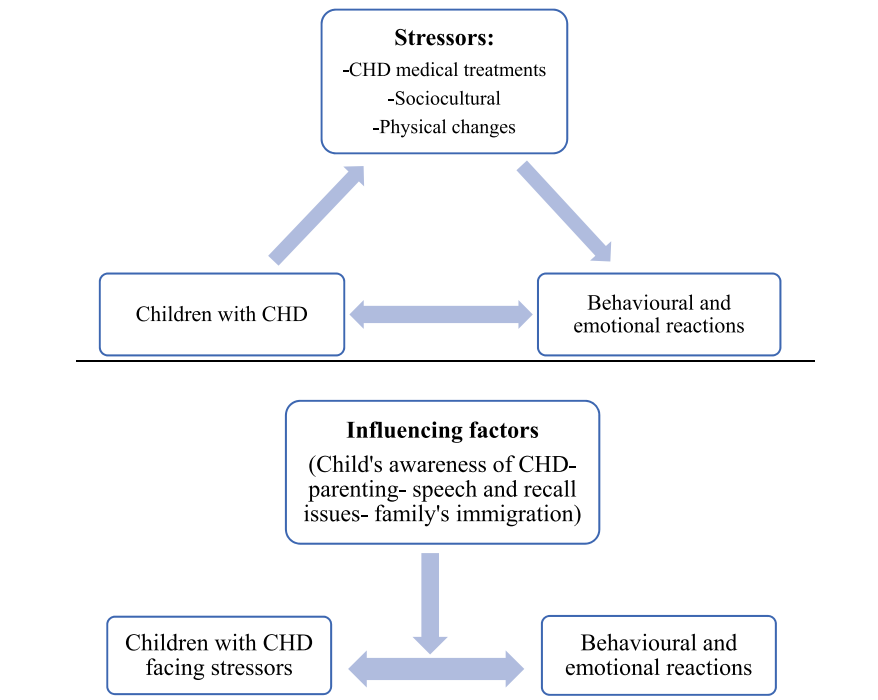 Stressors:
-CHD medical treatments
-Sociocultural
-Physical changes
Children with CHD
Behavioural and
emotional reactions
Influencing factors
(Child's awareness of CHD-
parenting- speech and recall
issues- family's immigration)
Children with CHD
facing stressors
Behavioural and
emotional reactions